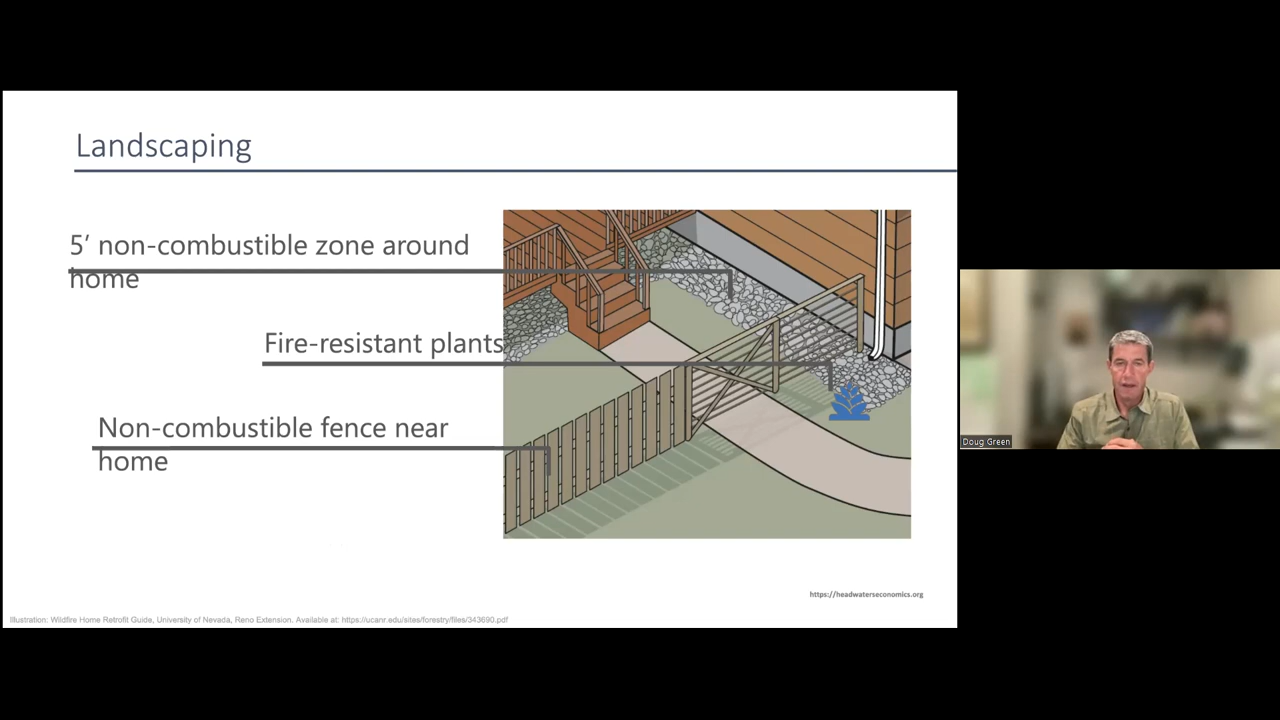 Landscaping
5’ non-combustible zone around
home
Fire-resistant plants
Non-combustible fence near
home
Doug Green
https://headwaterseconomics.org
Illustration: Wildfire Home Retrofit Guide, University of Nevada, Reno Extension. Available at: https://ucanr.edu/sites/forestry/files/343690.pdf